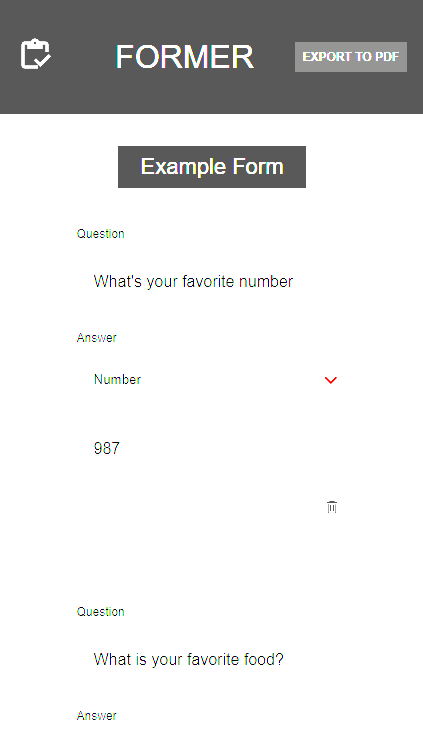 FORMER
EXPORT TO PDF
Example Form
Question
What's your favorite number
Answer
Number
987
Question
What is your favorite food?
Answer